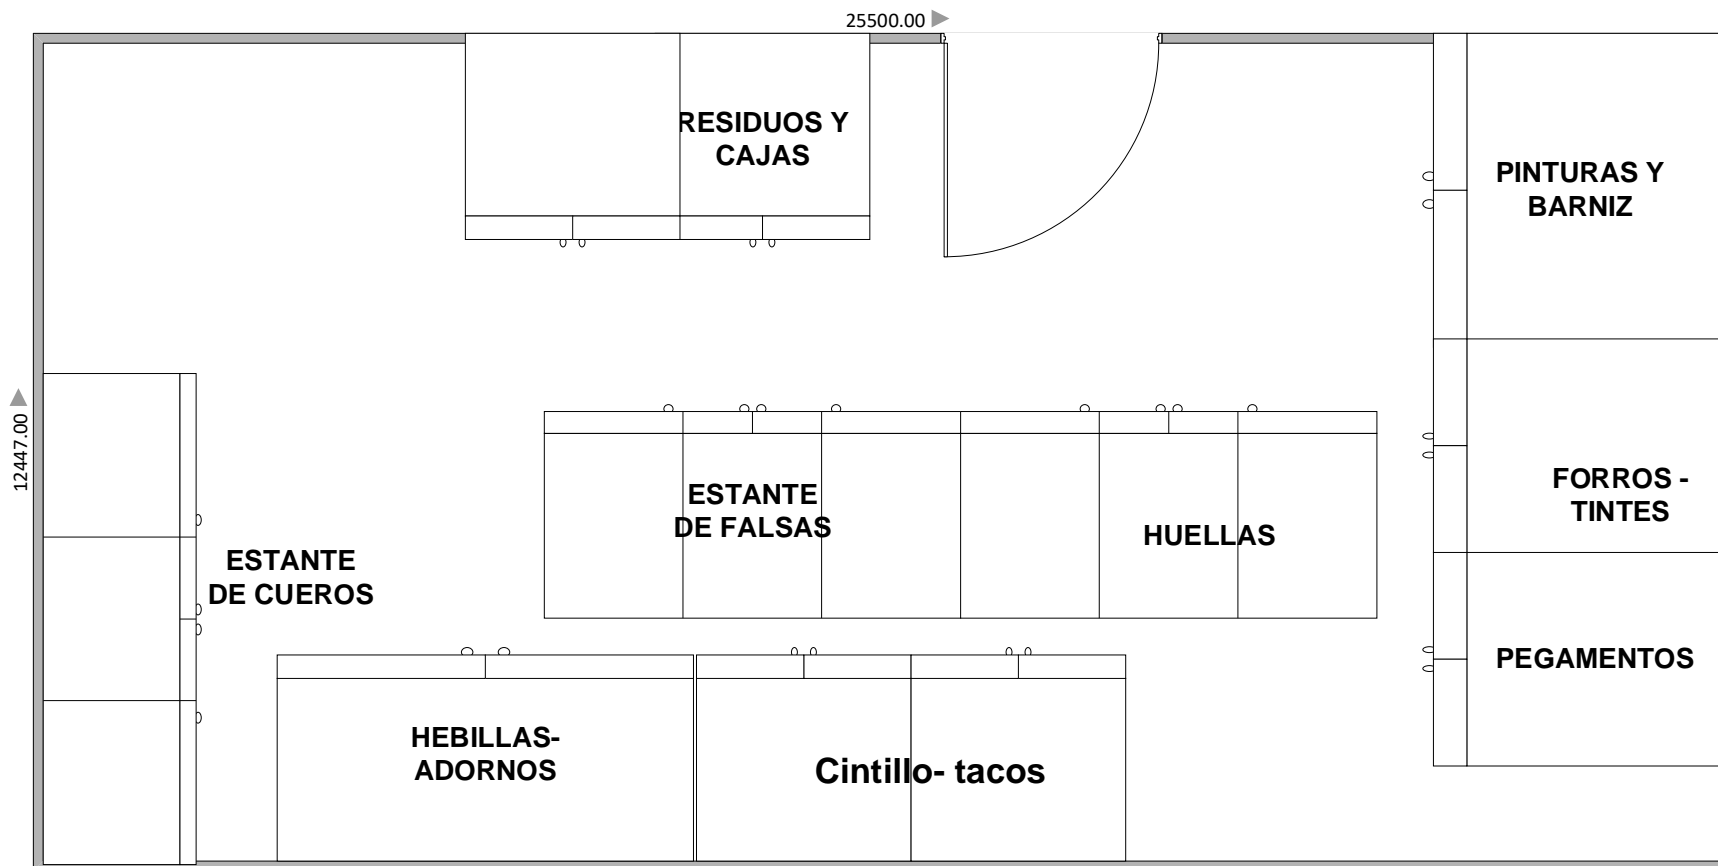 25500.00
RESIDUOS Y
CAJAS
PINTURAS Y
BARNIZ
12447.00
ESTANTE
DE FALSAS
HUELLAS
FORROS -
TINTES
ESTANTE
DE CUEROS
PEGAMENTOS
HEBILLAS-
ADORNOS
Cintillo- tacos